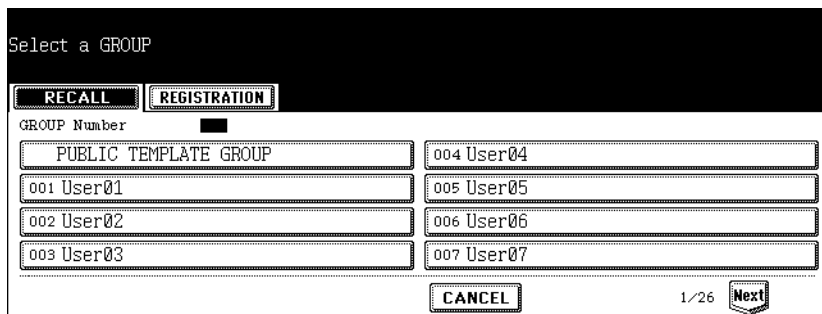 Select a GROUP
RECALL REGISTRATION
GROUP Number
PUBLIC TEMPLATE GROUP 004 User04
001 User01 005 User05
002 User02 006 User06
003 User03 007 User07
CANCEL 1/26 Next